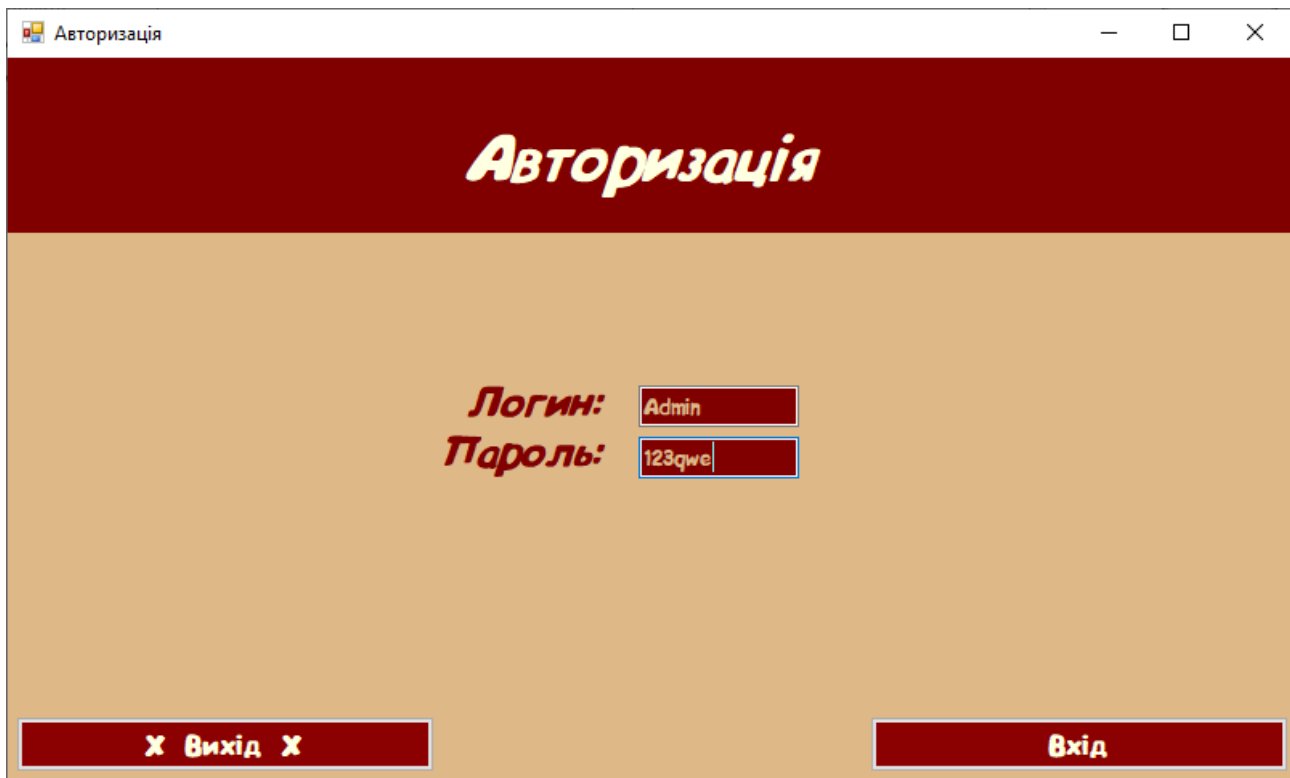 Авторизація
Авторизація
Логин: Admin
Пароль: 123qwe
X Вихід X
Вхід